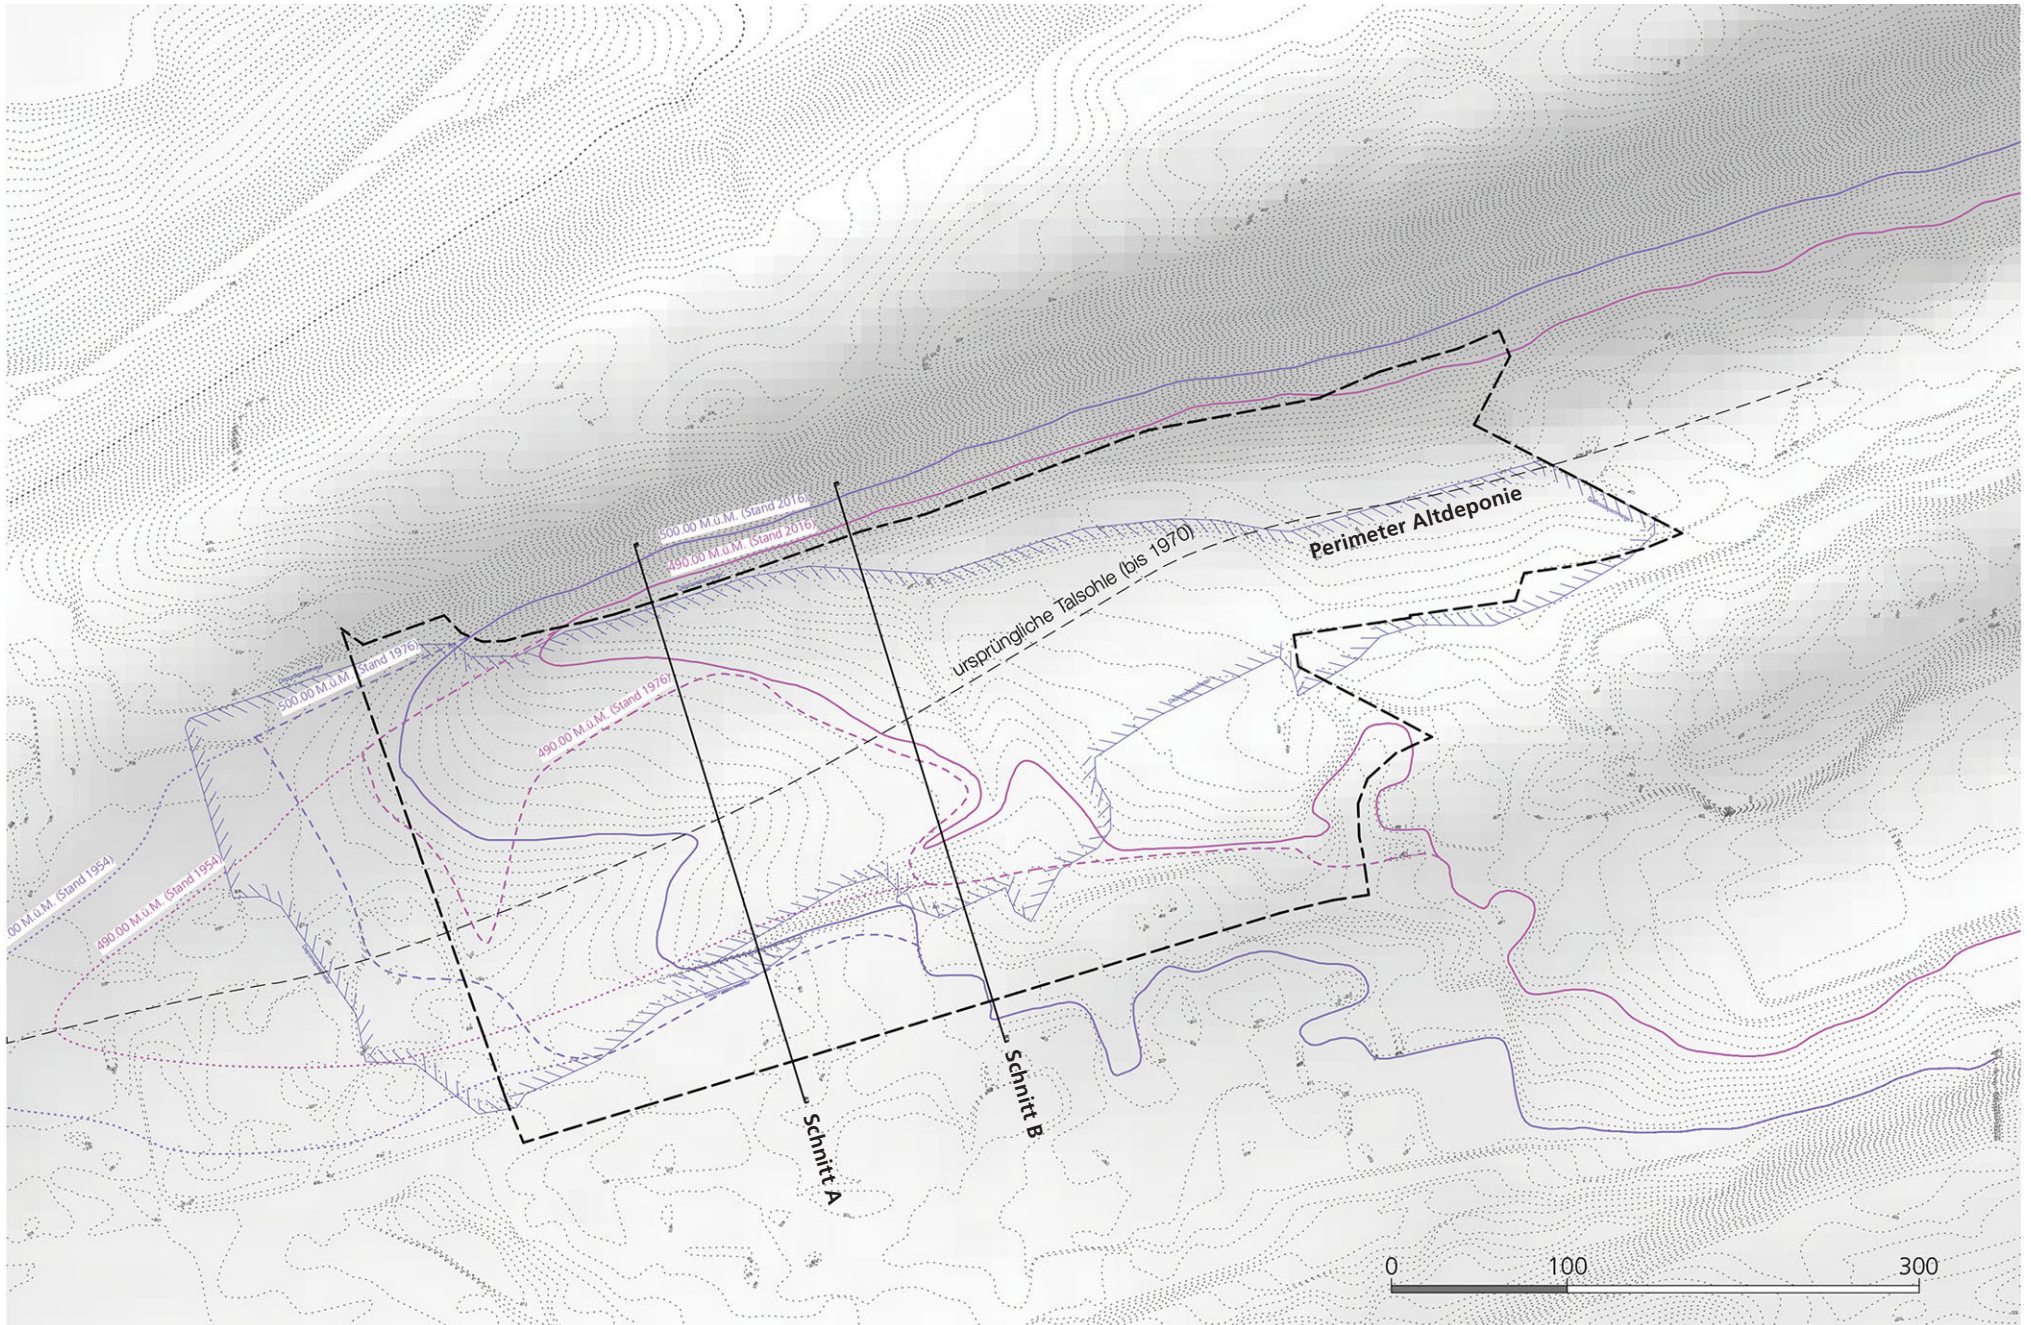 500.00 M.ü.M. (Stand 2016)
490.00 M.ü.M. (Stand 2016)
Perimeter Altdeponie
ursprüngliche Talsohle (bis 1970)
500.00 M.ü.M. (Stand 1976)
490.00 M.ü.M. (Stand 1976)
00 M.ü.M. (Stand 1954)
490.00 M.ü.M. (Stand 1954)
Schnitt B
Schnitt A
0 100 300